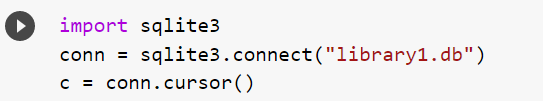 import sqlite3
conn = sqlite3.connect("library1.db")
c = conn.cursor()